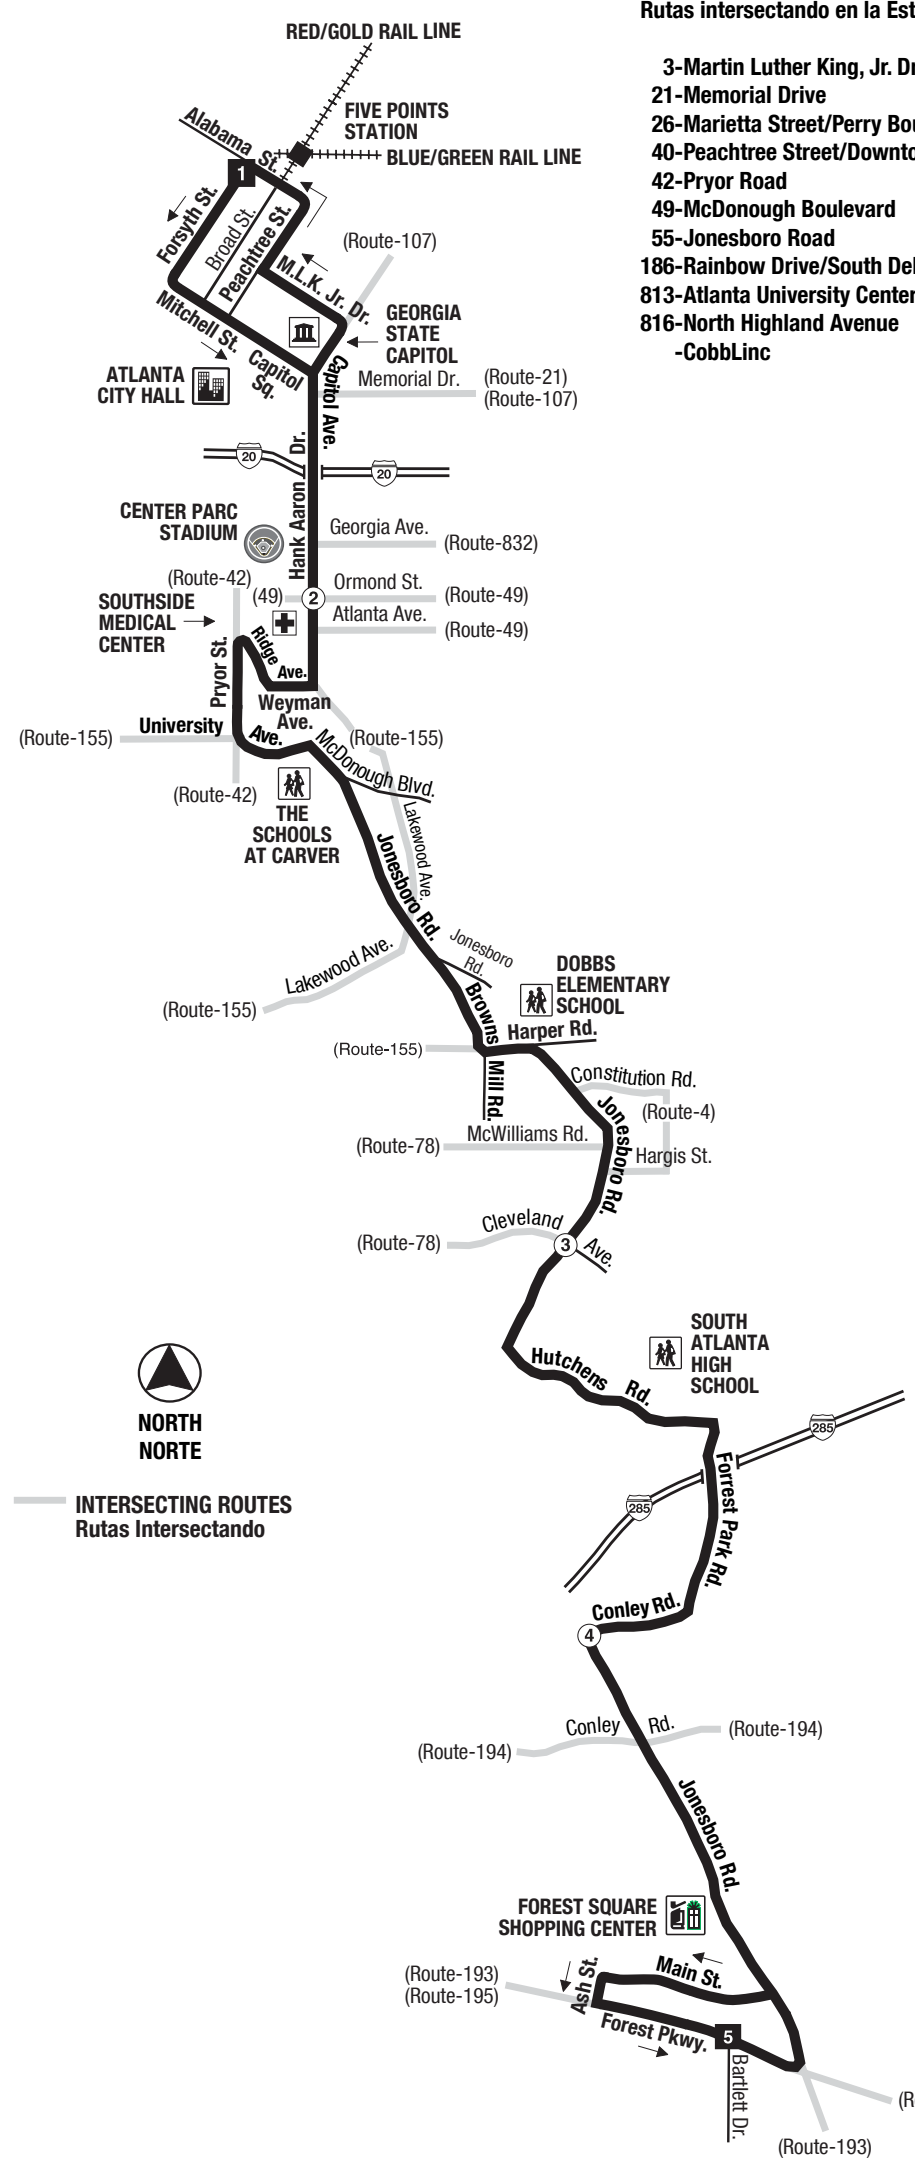 Rutas intersectando en la Est
3-Martin Luther King, Jr. Dr
21-Memorial Drive
26-Marietta Street/Perry Bou
40-Peachtree Street/Downto
42-Pryor Road
49-McDonough Boulevard
55-Jonesboro Road
186-Rainbow Drive/South Del
813-Atlanta University Center
816-North Highland Avenue
-CobbLinc
RED/GOLD RAIL LINE
FIVE POINTS
STATION
BLUE/GREEN RAIL LINE
Alabama St.
1
Forsyth St.
Broad St.
Peachtree St.
(Route-107)
M.L.K. Jr. Dr.
Mitchell St.
Capitol
Sq.
GEORGIA
STATE
CAPITOL
ATLANTA
CITY HALL
Capitol Ave.
Memorial Dr.
(Route-21)
(Route-107)
20
20
Hank Aaron Dr.
CENTER PARC
STADIUM
Georgia Ave.
(Route-832)
(Route-42)
(49)
2
Ormond St.
(Route-49)
SOUTHSIDE
MEDICAL
CENTER
Atlanta Ave.
(Route-49)
Pryor St.
Ridge
Ave.
Weyman
Ave.
(Route-155)
University
Ave.
(Route-155)
McDonough Blvd.
(Route-42)
THE
SCHOOLS
AT CARVER
Lakewood Ave.
Jonesboro Rd.
Lakewood Ave.
(Route-155)
Jonesboro
Rd.
DOBBS
ELEMENTARY
SCHOOL
Browns
Mill Rd.
Harper Rd.
(Route-155)
Constitution Rd.
(Route-4)
Jonesboro Rd.
(Route-78)
McWilliams Rd.
Hargis St.
(Route-78)
Cleveland
3
Ave.
SOUTH
ATLANTA
HIGH
SCHOOL
Hutchens Rd.
NORTH
NORTE
285
285
Forrest Park Rd.
INTERSECTING ROUTES
Rutas Intersectando
Conley Rd.
4
Conley Rd.
(Route-194)
(Route-194)
Jonesboro Rd.
FOREST SQUARE
SHOPPING CENTER
Main St.
(Route-193)
(Route-195)
Ash St.
Forest Pkwy.
5
Bartlett Dr.
(R
(Route-193)